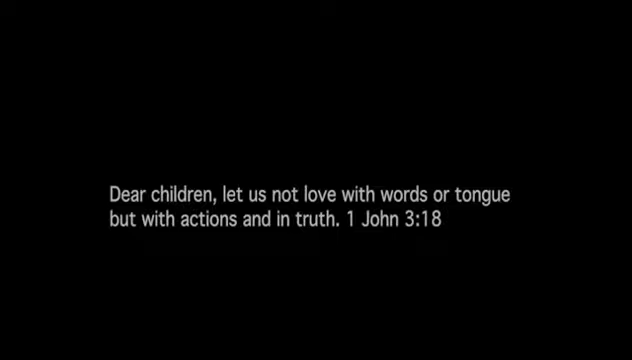 Dear children, let us not love with words or tongue
but with actions and in truth. 1 John 3:18